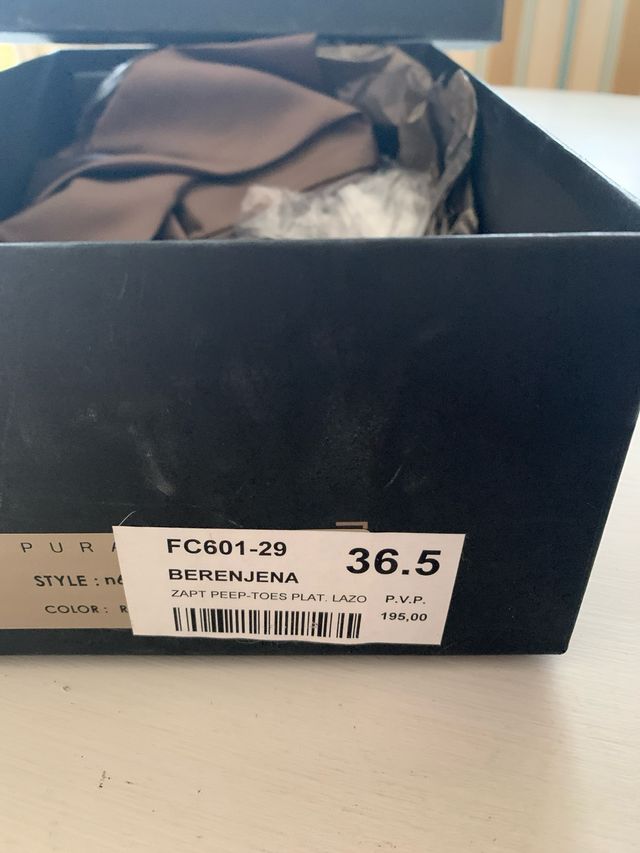 FC601-29
36.5
BERENJENA
ZAPT PEEP-TOES PLAT. LAZO P.V.P.
195,00
STYLE :
COLOR :